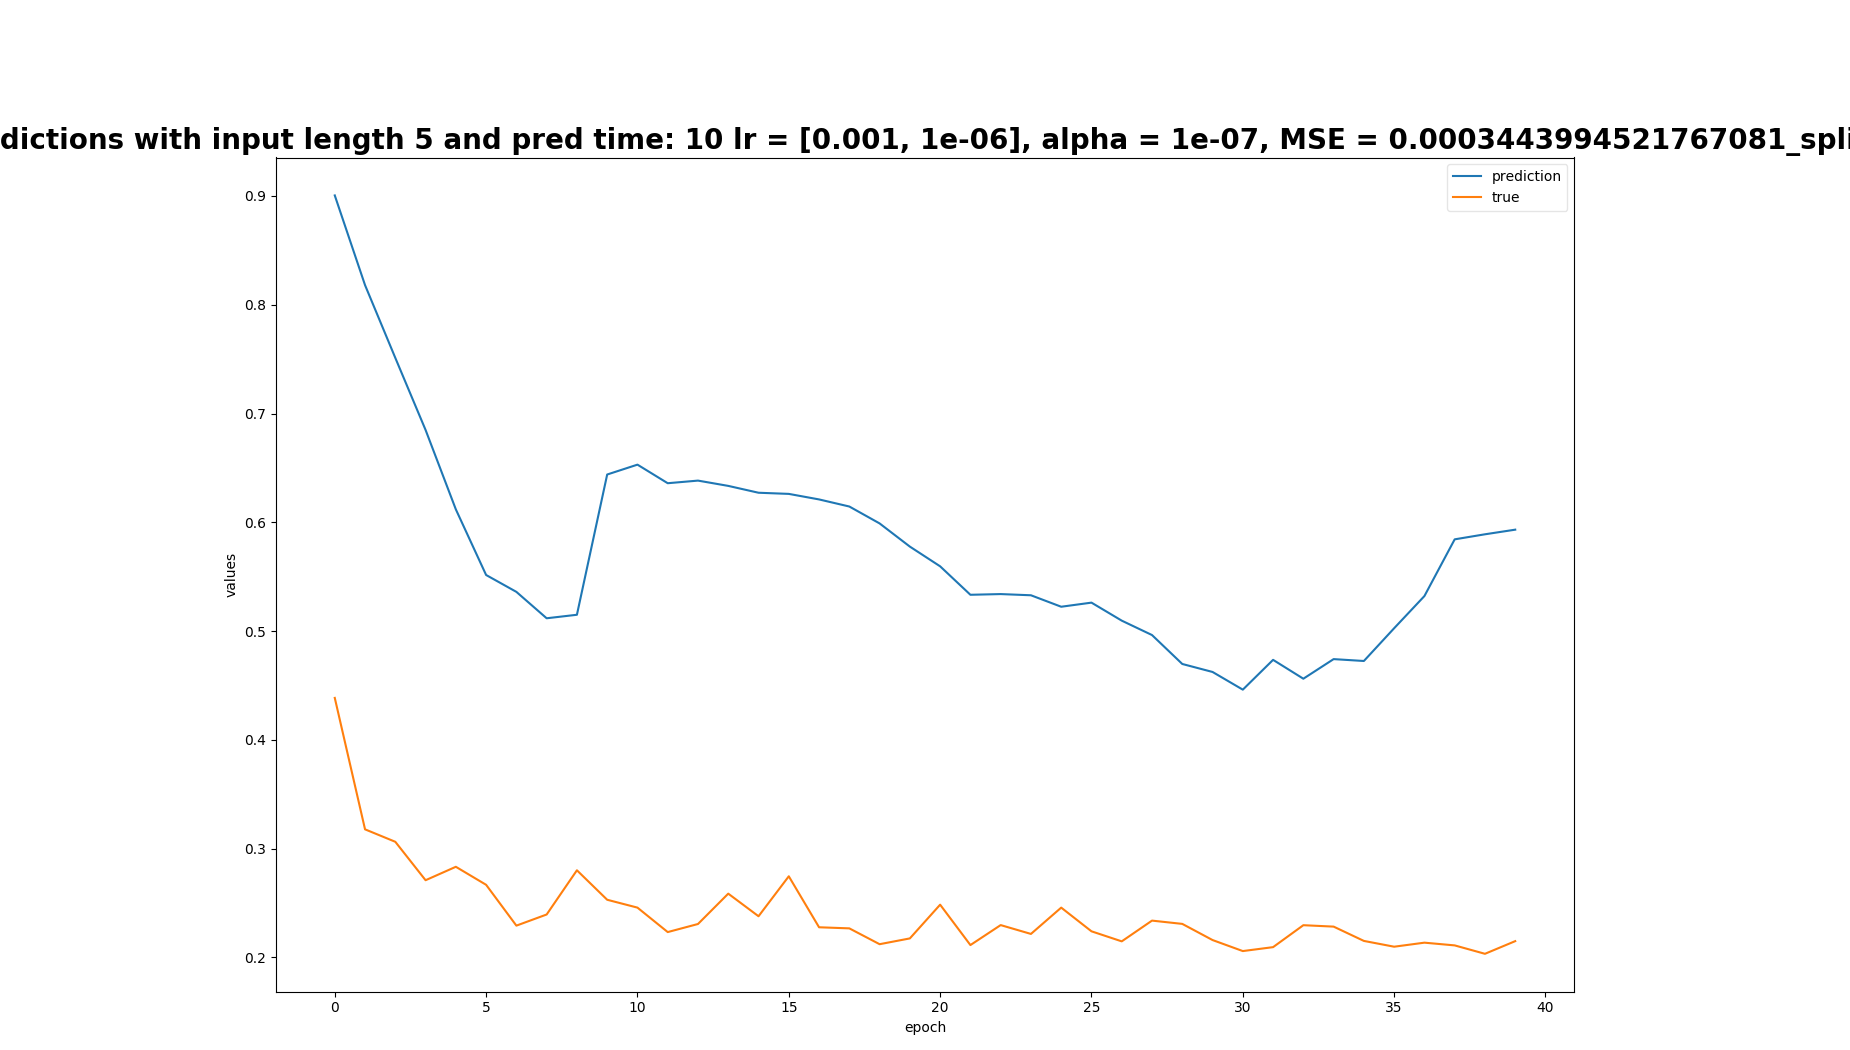 dictions with input length 5 and pred time: 10 lr = [0.001, 1e-06], alpha = 1e-07, MSE = 0.0003443994521767081_spli
prediction
true
0.9
0.8
0.7
0.6
0.5
0.4
0.3
0.2
values
0 5 10 15 20 25 30 35 40
epoch